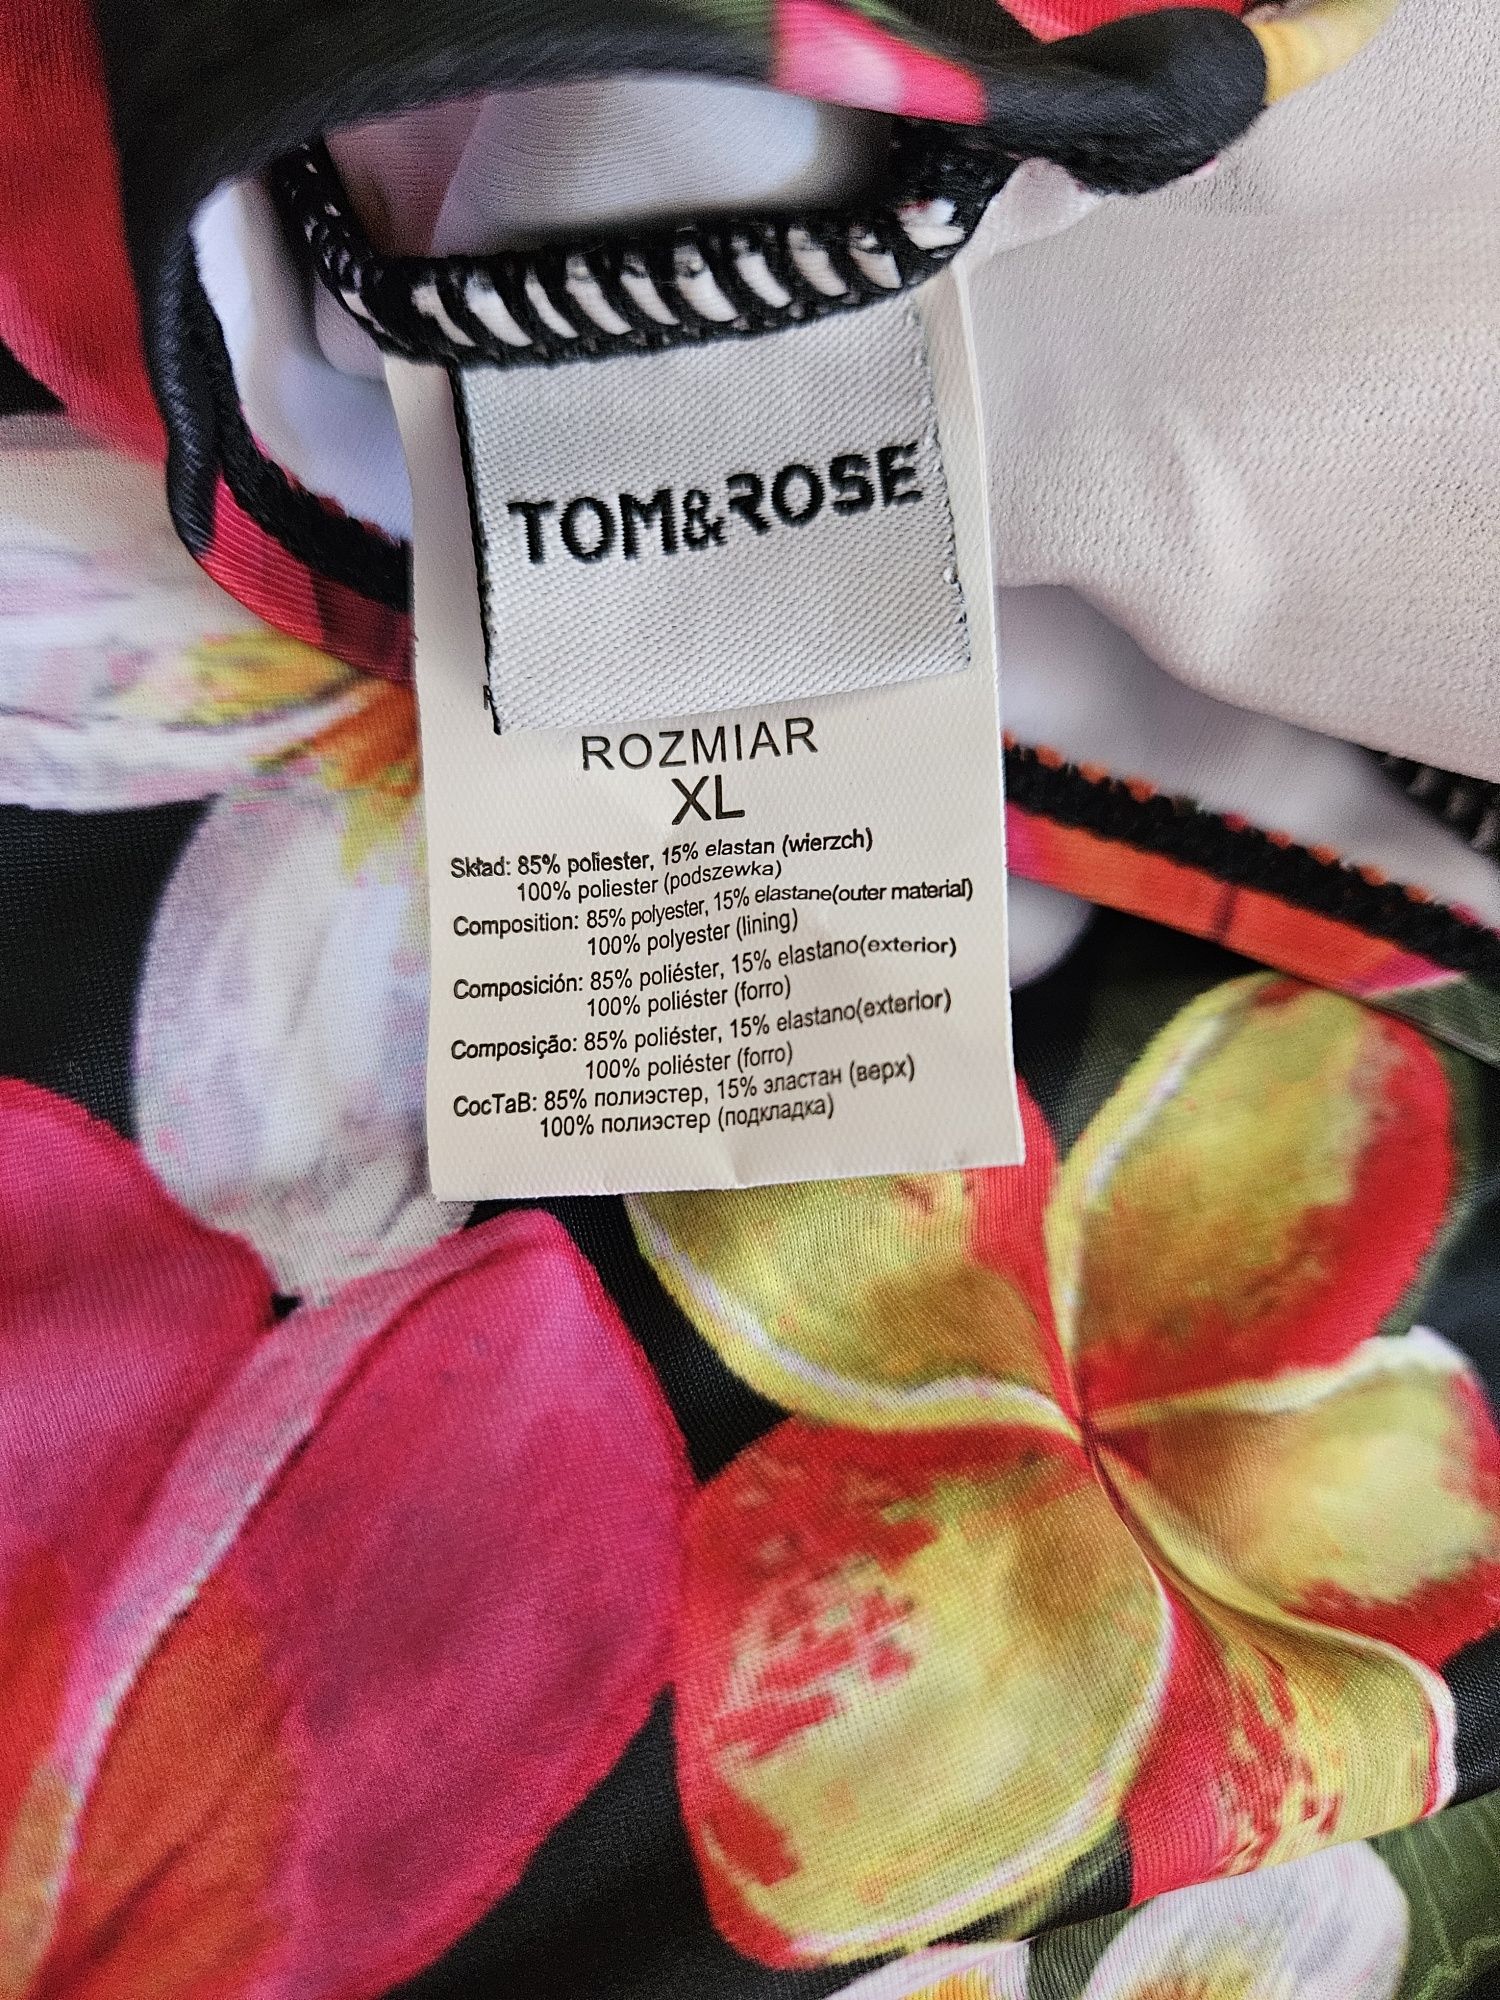 TOM&ROSE
ROZMIAR
XL
Skład: 85% poliester, 15% elastan (wierzch)
100% poliester (podszewka)
Composition: 85% polyester, 15% elastane(outer material)
100% polyester (lining)
Composición: 85% poliéster, 15% elastano(exterior)
100% poliéster (forro)
Composição: 85% poliéster, 15% elastano(exterior)
100% poliéster (forro)
СосТаВ: 85% полиэстер, 15% эластан (верх)
100% полиэстер (подкладка)